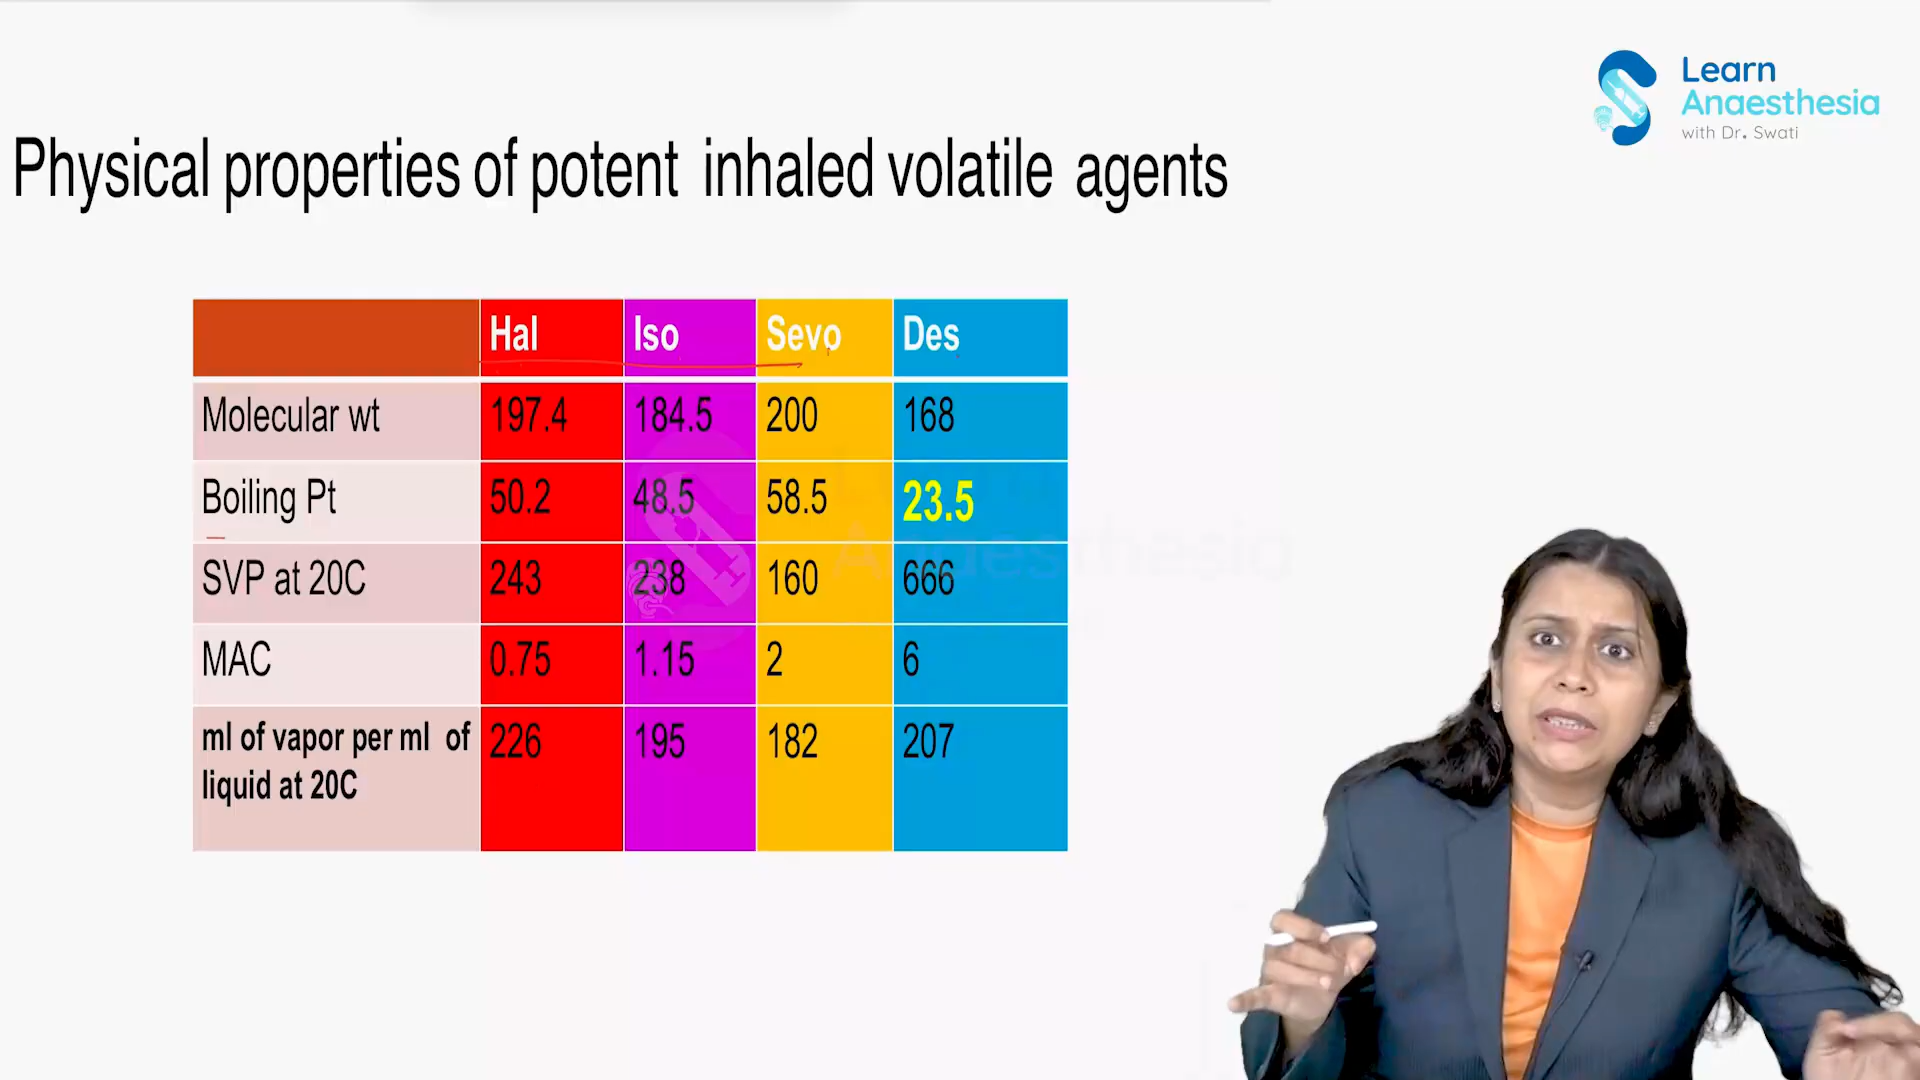 Learn
Anaesthesia
with Dr. Swati
Physical properties of potent inhaled volatile agents
Hal Iso Sevo Des
Molecular wt 197.4 184.5 200 168
Boiling Pt 50.2 48.5 58.5 23.5
SVP at 20C 243 238 160 666
MAC 0.75 1.15 2 6
ml of vapor per ml of
liquid at 20C 226 195 182 207